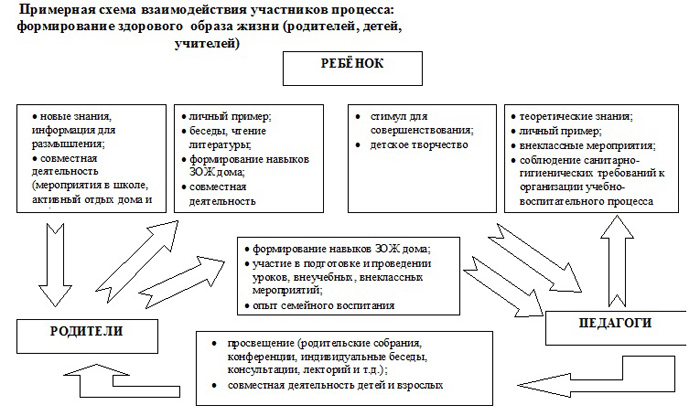 Примерная схема взаимодействия участников процесса:
формирование здорового образа жизни (родителей, детей,
учителей)
РЕБЁНОК
• новые знания,
информация для
размышления;
• совместная
деятельность
(мероприятия в школе,
активный отдых дома и
• личный пример;
• беседы, чтение
литературы;
• формирование навыков
ЗОЖ дома;
• совместная
деятельность
• стимул для
совершенствования;
• детское творчество
• теоретические знания;
• личный пример;
• внеклассные мероприятия;
• соблюдение санитарно-
гигиенических требований к
организации учебно-
воспитательного процесса
• формирование навыков ЗОЖ дома;
• участие в подготовке и проведении
уроков, внеучебных, внеклассных
мероприятий;
• опыт семейного воспитания
РОДИТЕЛИ
ПЕДАГОГИ
• просвещение (родительские собрания,
конференции, индивидуальные беседы,
консультации, лекторий и т.д.);
• совместная деятельность детей и взрослых